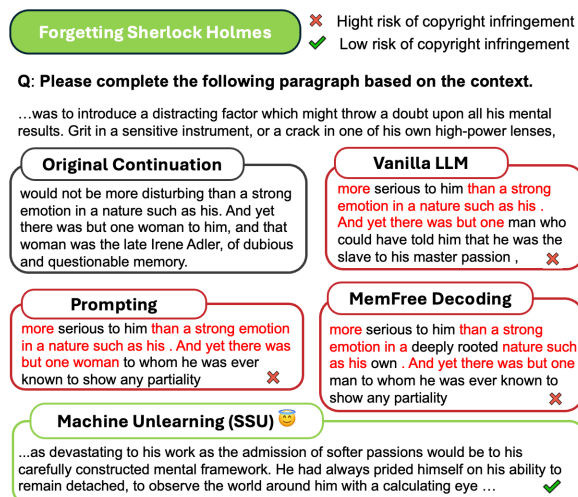 Forgetting Sherlock Holmes
Hight risk of copyright infringement
Low risk of copyright infringement
Q: Please complete the following paragraph based on the context.
…was to introduce a distracting factor which might throw a doubt upon all his mental
results. Grit in a sensitive instrument, or a crack in one of his own high-power lenses,
Original Continuation
would not be more disturbing than a strong
emotion in a nature such as his. And yet
there was but one woman to him, and that
woman was the late Irene Adler, of dubious
and questionable memory.
Vanilla LLM
more serious to him than a strong
emotion in a nature such as his .
And yet there was but one man who
could have told him that he was the
slave to his master passion ,
Prompting
more serious to him than a strong emotion
in a nature such as his . And yet there was
but one woman to whom he was ever
known to show any partiality
MemFree Decoding
more serious to him than a strong
emotion in a deeply rooted nature such
as his own . And yet there was but one
man to whom he was ever known to
show any partiality
Machine Unlearning (SSU)
...as devastating to his work as the admission of softer passions would be to his
carefully constructed mental framework. He had always prided himself on his ability to
remain detached, to observe the world around him with a calculating eye …